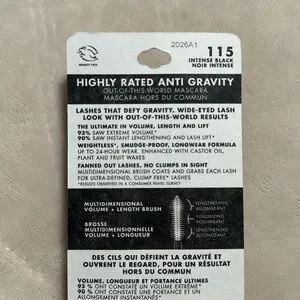 2026A1
115
INTENSE BLACK
NOIR INTENSE
CRUELTY FREE
HIGHLY RATED ANTI GRAVITY
OUT-OF-THIS-WORLD MASCARA
MASCARA HORS DU COMMUN
LASHES THAT DEFY GRAVITY. WIDE-EYED LASH
LOOK WITH OUT-OF-THIS-WORLD RESULTS
THE ULTIMATE IN VOLUME, LENGTH AND LIFT
93% SAW EXTREME VOLUME*
90% SAW INSTANT LENGTHENING AND LASH LIFT*
WEIGHTLESS*, SMUDGE-PROOF, LONGWEAR FORMULA
UP TO 24-HOUR WEAR. ENHANCED WITH CASTOR OIL,
PLANT AND FRUIT WAXES
FANNED OUT LASHES, NO CLUMPS IN SIGHT
MULTIDIMENSIONAL BRUSH COATS AND GRABS EACH LASH
FOR ULTRA-DEFINED, CLUMP FREE* LASHES
*RESULTS OBSERVED IN A CONSUMER PANEL SURVEY
MULTIDIMENSIONAL
VOLUME + LENGTH BRUSH
BROSSE
MULTIDIMENSIONNELLE
VOLUME + LONGUEUR
LENGTHENING
ALLONGEANT
VOLUMIZING
VOLUMISANT
LENGTHENING
ALLONGEANT
DES CILS QUI DÉFIENT LA GRAVITÉ ET
OUVRENT LE REGARD, POUR UN RÉSULTAT
HORS DU COMMUN
VOLUME, LONGUEUR ET PORTANCE ULTIMES
93 % ONT CONSTATÉ UN VOLUME EXTRÊME*
90 % ONT CONSTATÉ UNE PORTANCE ET UN
ALLONGEMENT INSTANTANÉS*